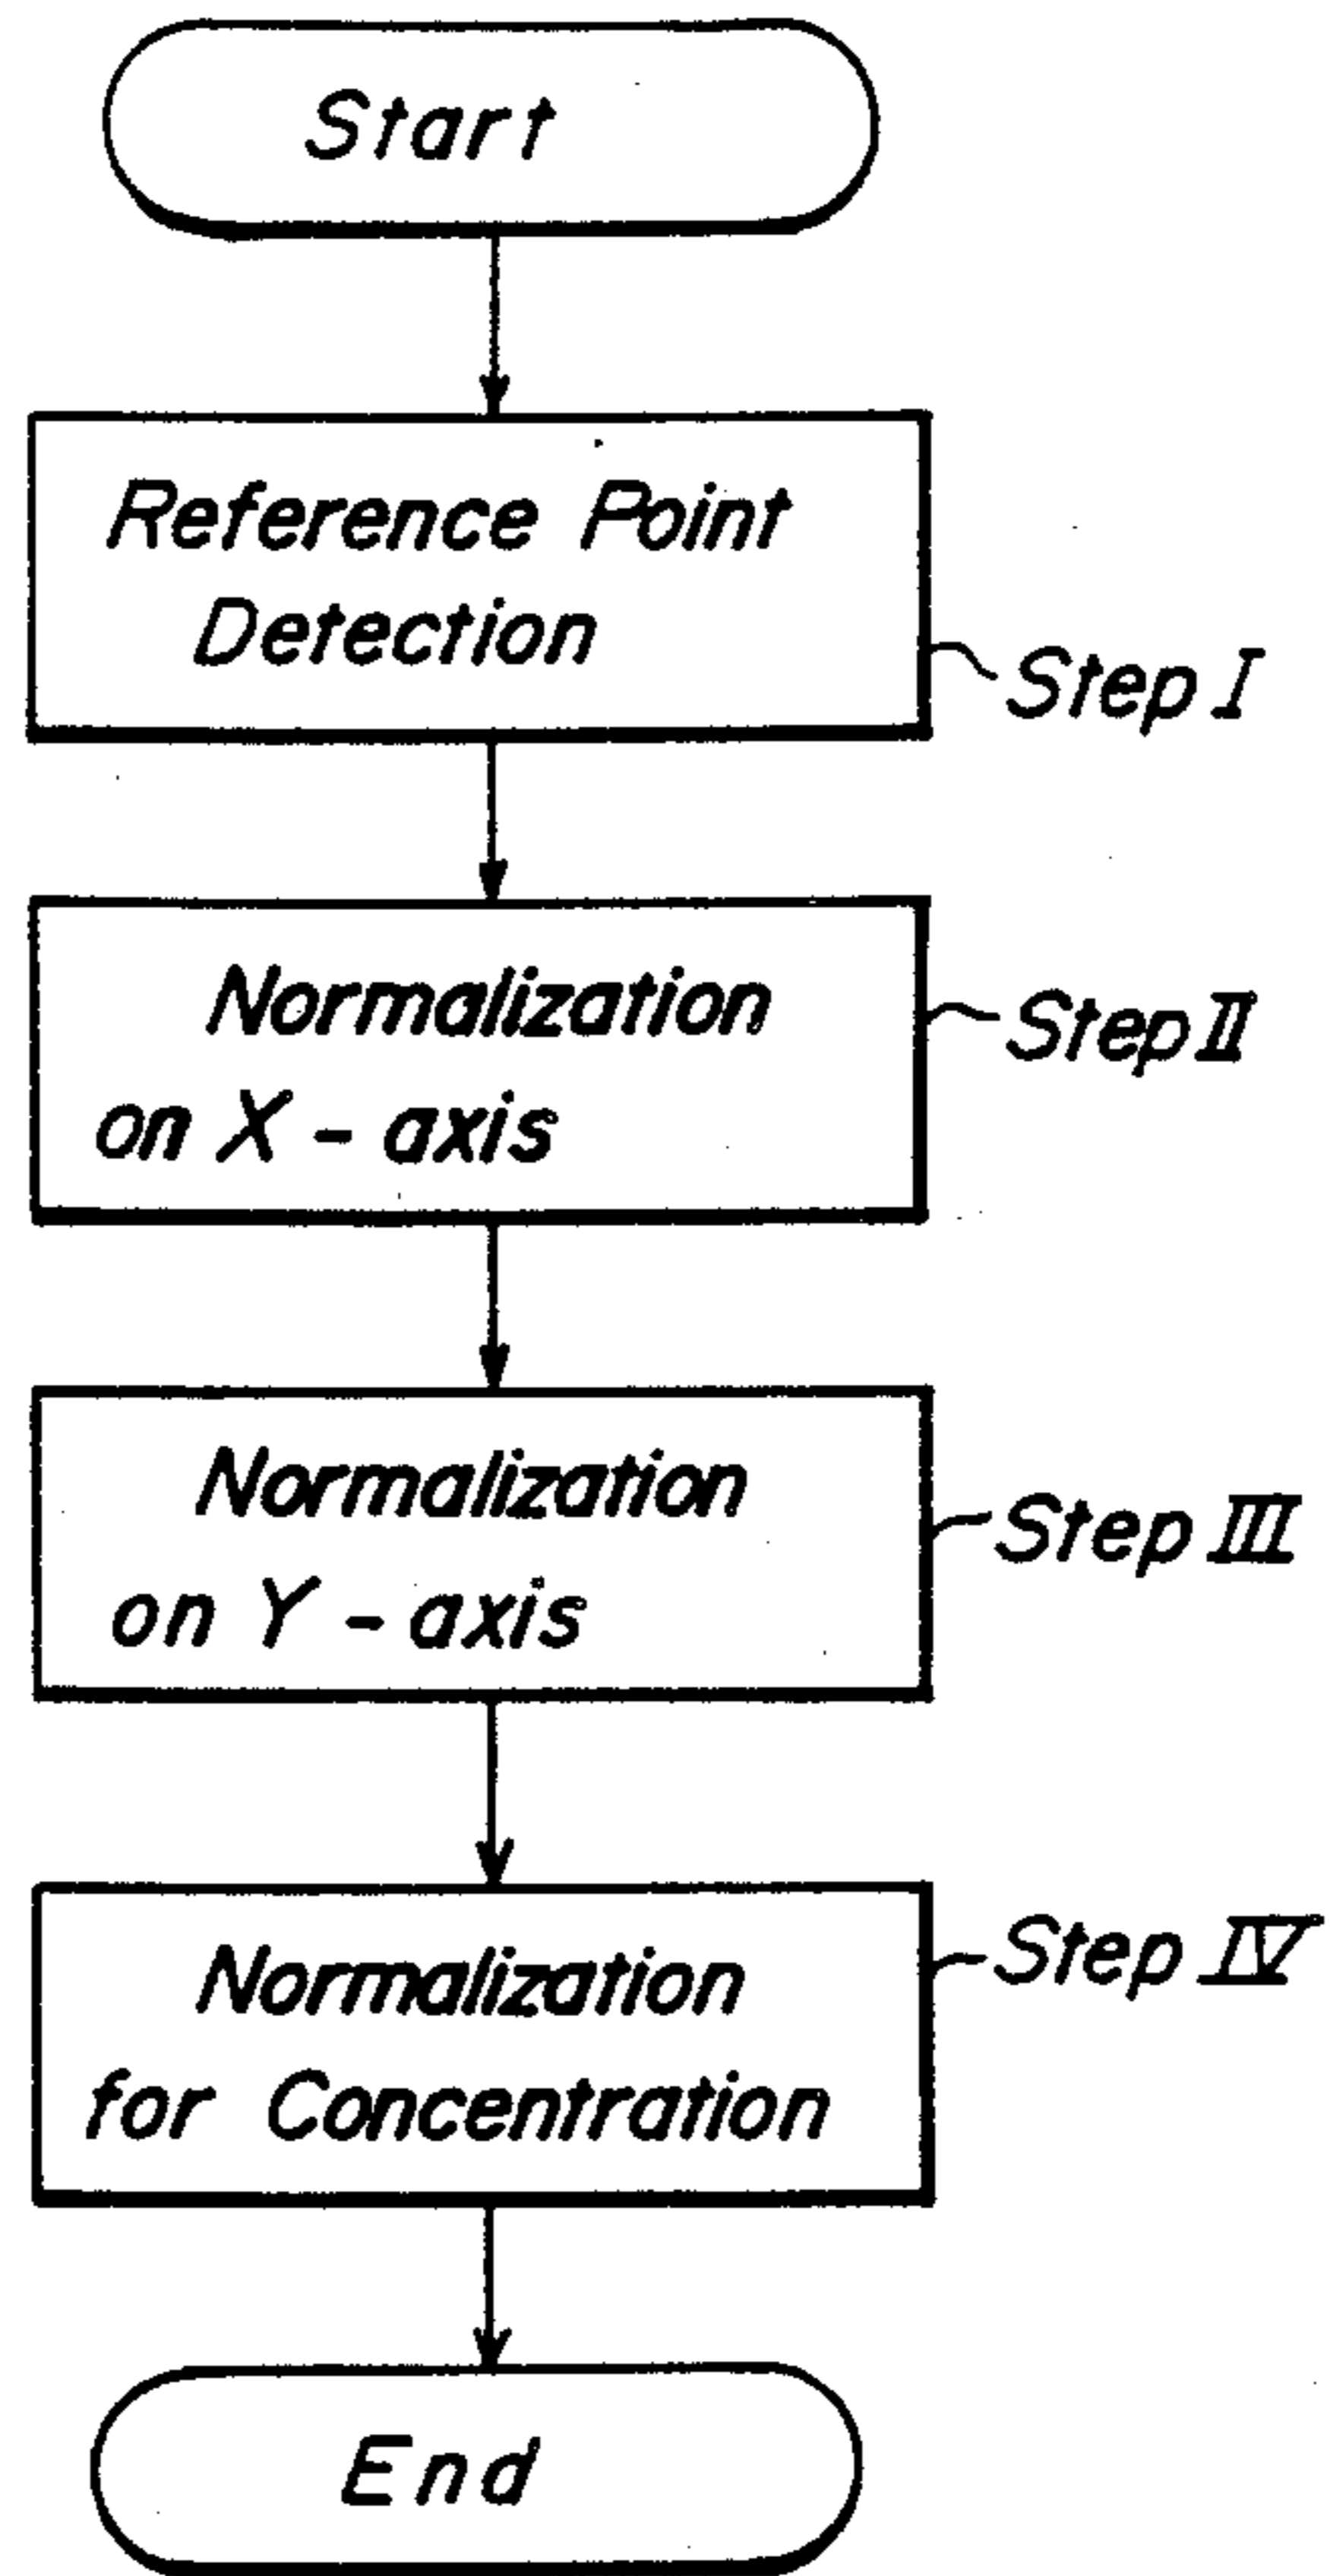 Start
Reference Point
Detection
Step I
Normalization
on X - axis
Step II
Normalization
on Y - axis
Step III
Normalization
for Concentration
Step IV
End